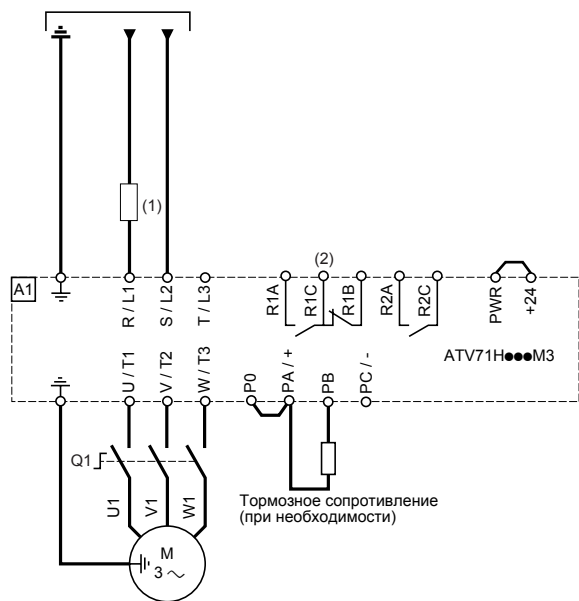 (1)
(2)
A1
R / L1
S / L2
T / L3
R1A
R1C
R1B
R2A
R2C
PWR
+24
ATV71H●●●M3
U / T1
V / T2
W / T3
P0
PA / +
PB
PC / -
Q1
U1
V1
W1
Тормозное сопротивление
(при необходимости)
M
3 ~